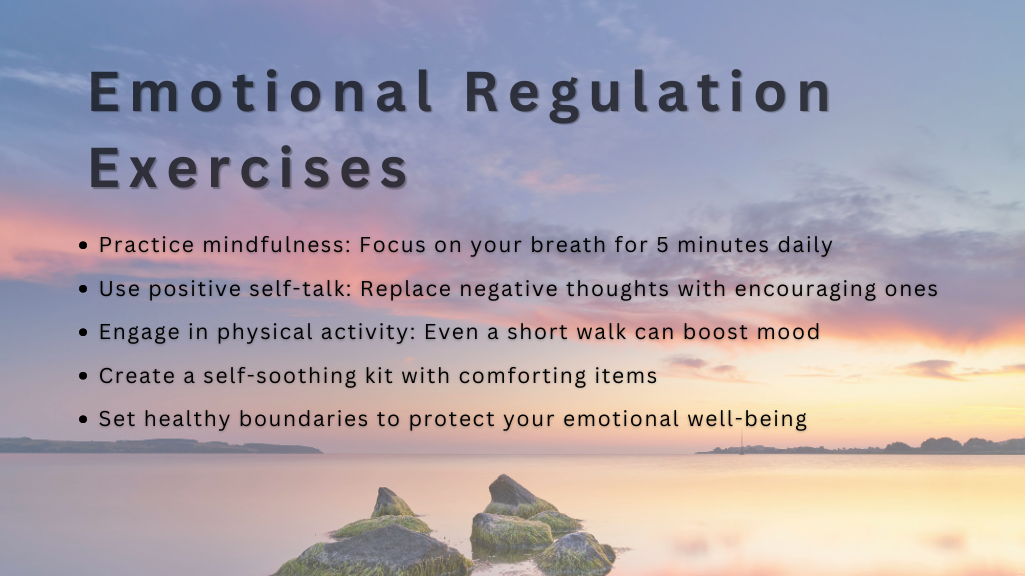 Emotional Regulation
Exercises
• Practice mindfulness: Focus on your breath for 5 minutes daily
• Use positive self-talk: Replace negative thoughts with encouraging ones
• Engage in physical activity: Even a short walk can boost mood
• Create a self-soothing kit with comforting items
• Set healthy boundaries to protect your emotional well-being